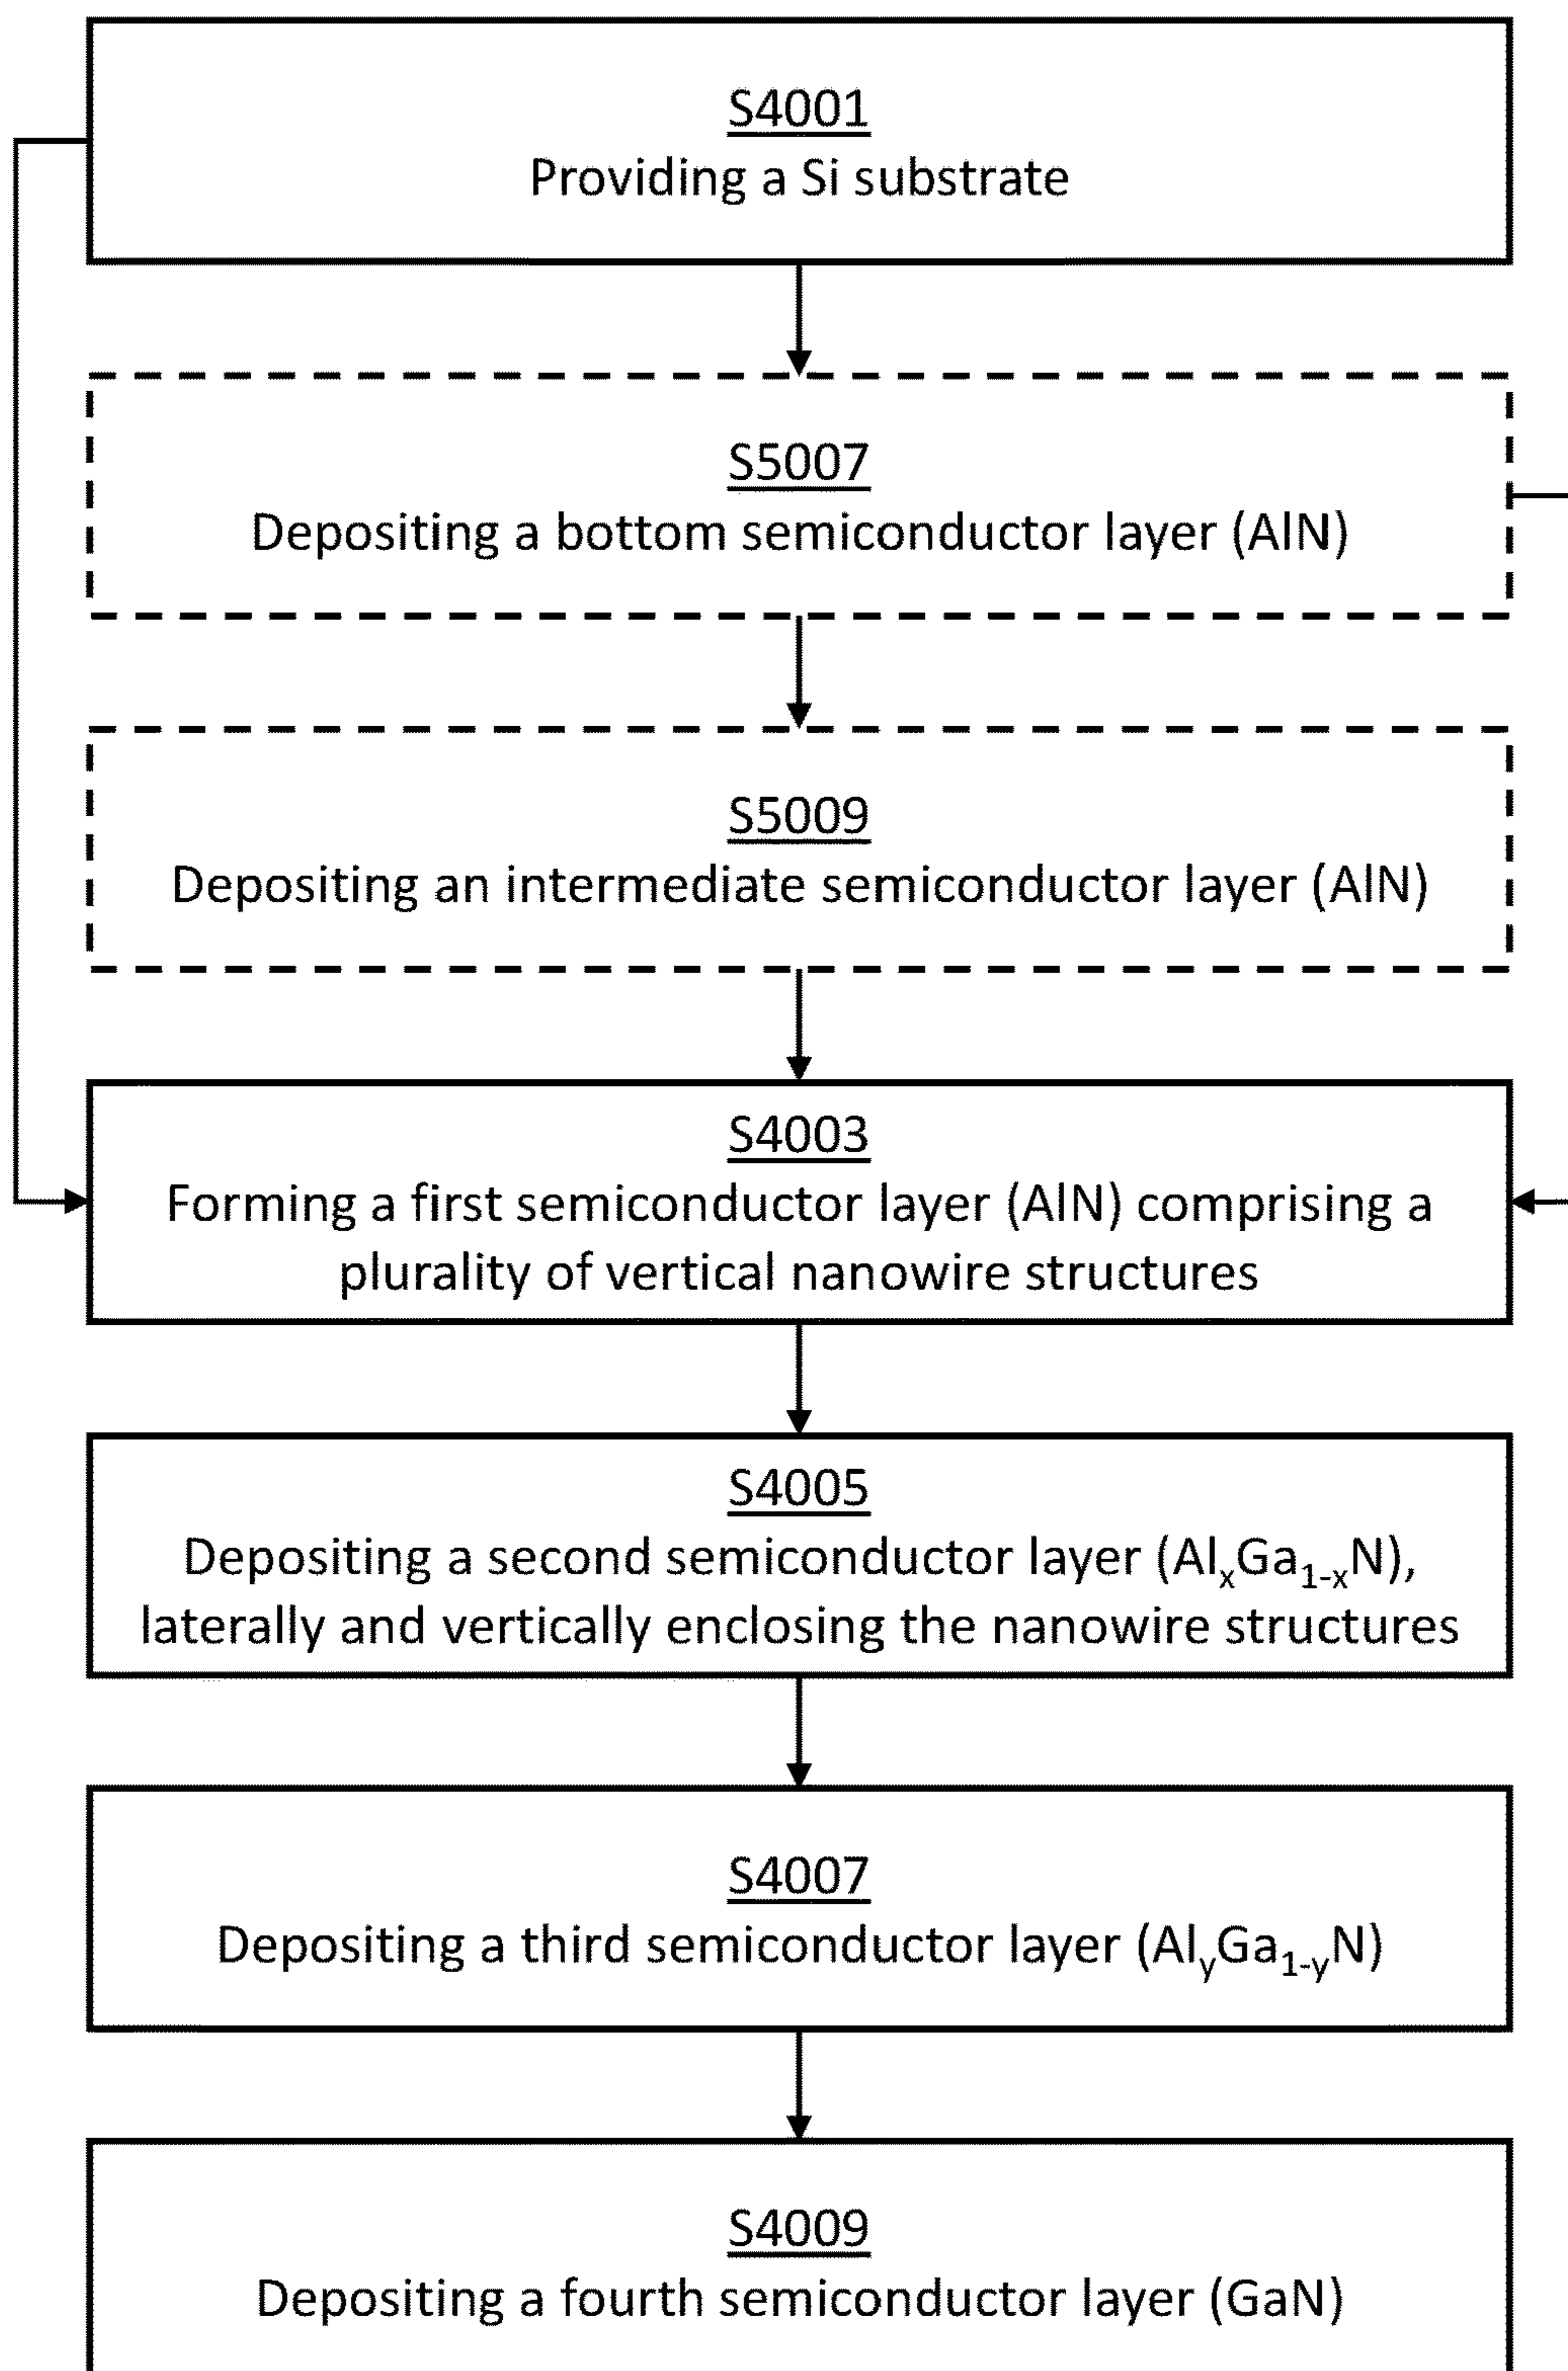 S4001
Providing a Si substrate
S5007
Depositing a bottom semiconductor layer (AlN)
S5009
Depositing an intermediate semiconductor layer (AlN)
S4003
Forming a first semiconductor layer (AlN) comprising a
plurality of vertical nanowire structures
S4005
Depositing a second semiconductor layer (AlₓGa₁₋ₓN),
laterally and vertically enclosing the nanowire structures
S4007
Depositing a third semiconductor layer (AlyGa1-yN)
S4009
Depositing a fourth semiconductor layer (GaN)